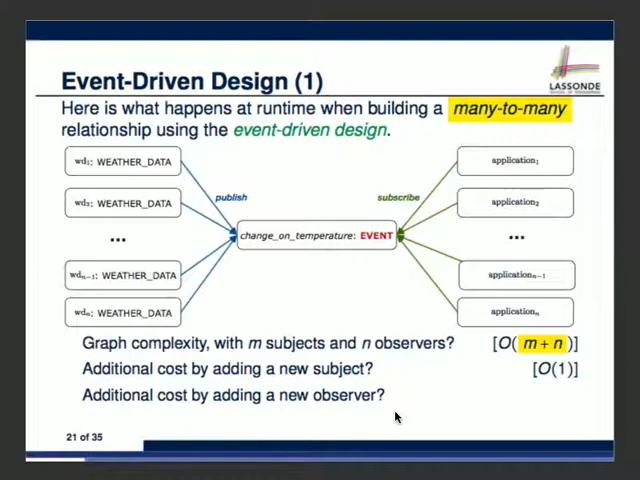 LASSONDE
Event-Driven Design (1)
Here is what happens at runtime when building a many-to-many
relationship using the event-driven design.
wd₁: WEATHER_DATA
application₁
publish
subscribe
wd₂: WEATHER_DATA
application₂
change_on_temperature: EVENT
...
...
wdₙ₋₁: WEATHER_DATA
applicationₙ₋₁
wdₙ: WEATHER_DATA
applicationₙ
Graph complexity, with m subjects and n observers? [O( m + n )]
Additional cost by adding a new subject? [O(1)]
Additional cost by adding a new observer?
21 of 35